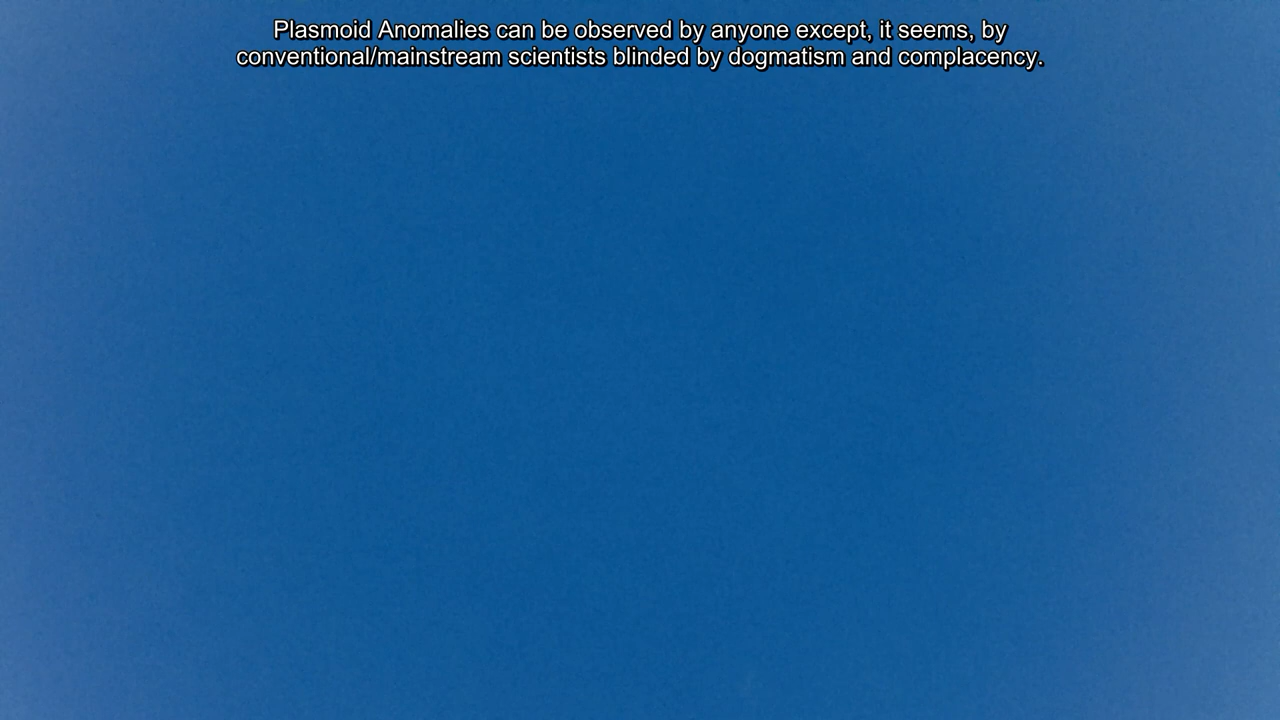 Plasmoid Anomalies can be observed by anyone except, it seems, by
conventional/mainstream scientists blinded by dogmatism and complacency.